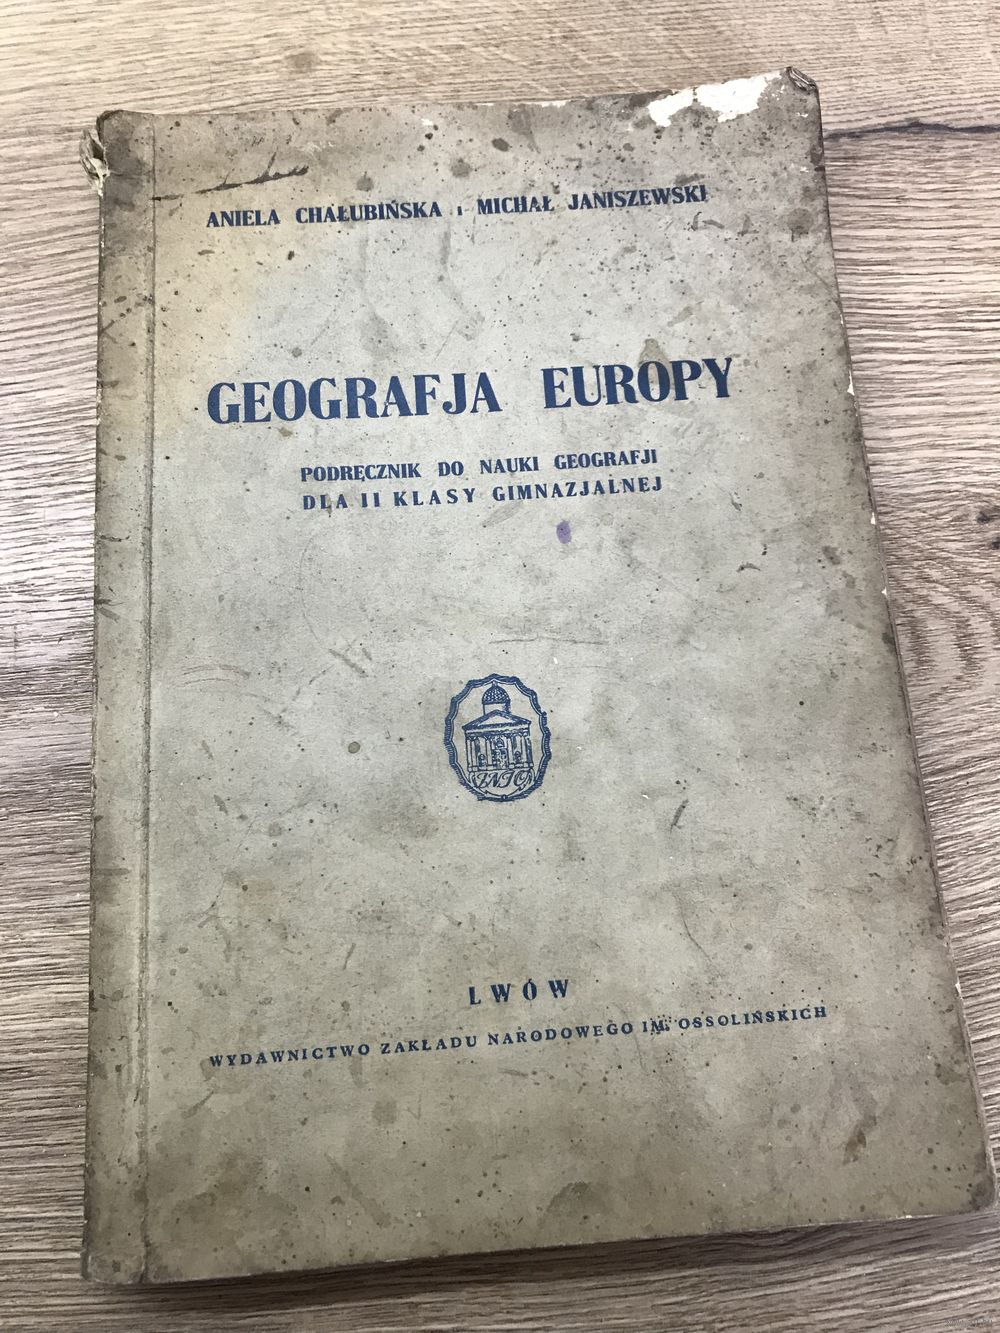 ANIELA CHAŁUBIŃSKA i MICHAŁ JANISZEWSKI
GEOGRAFJA EUROPY
PODRĘCZNIK DO NAUKI GEOGRAFJI
DLA II KLASY GIMNAZJALNEJ
ZNIO
LWÓW
WYDAWNICTWO ZAKŁADU NARODOWEGO IM. OSSOLIŃSKICH